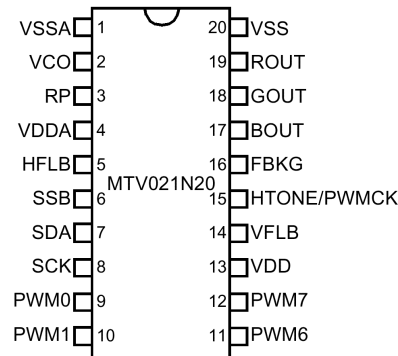 VSSA 1 20 VSS
VCO 2 19 ROUT
RP 3 18 GOUT
VDDA 4 17 BOUT
HFLB 5 16 FBKG
MTV021N20
SSB 6 15 HTONE/PWMCK
SDA 7 14 VFLB
SCK 8 13 VDD
PWM0 9 12 PWM7
PWM1 10 11 PWM6